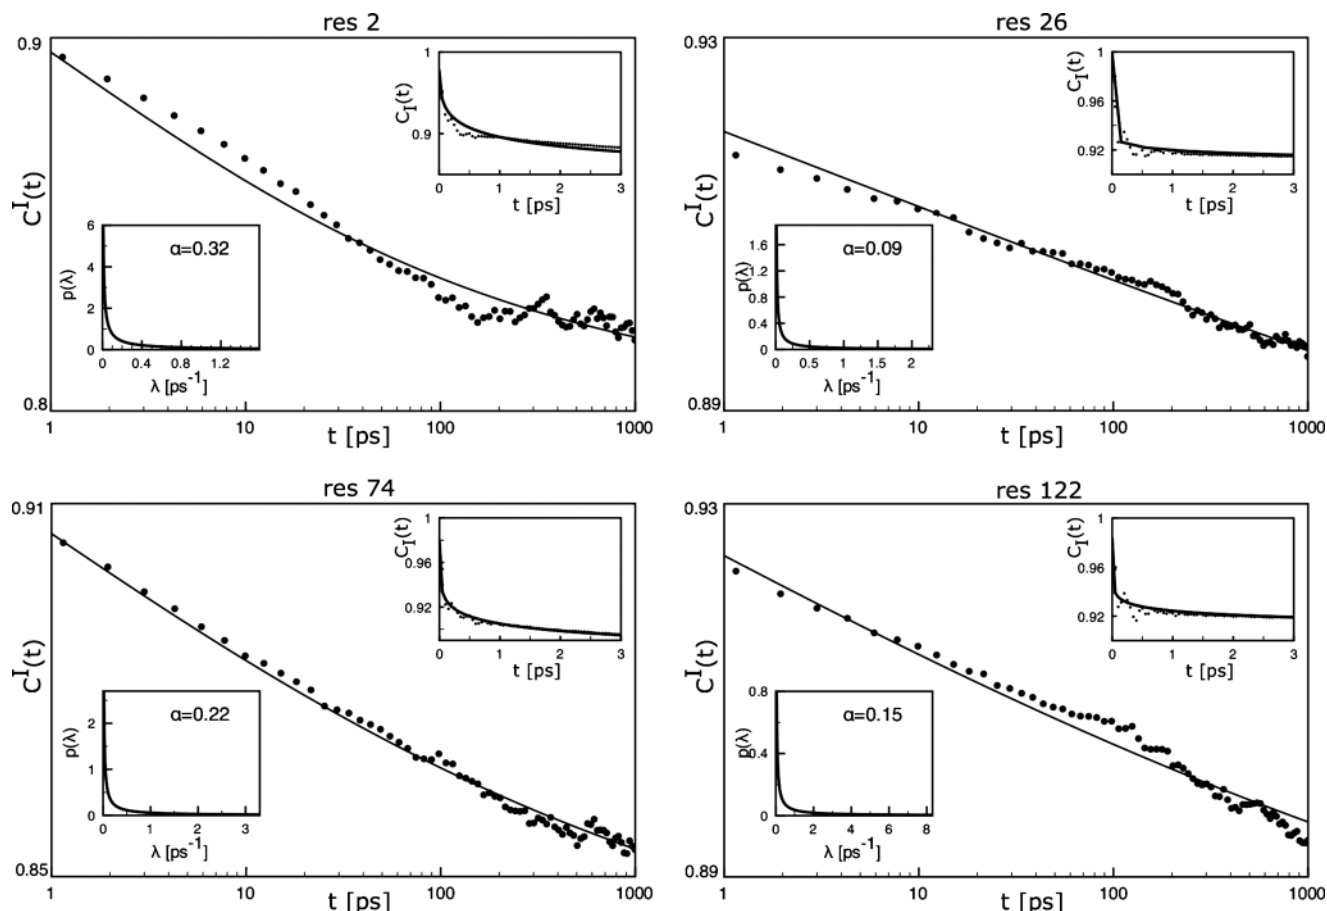 res 2
0.9
C^I(t)
0.8
1
10
100
1000
t [ps]
1
0.9
C_I(t)
0
1
2
3
t [ps]
6
4
2
0
p(λ)
α=0.32
0
0.4
0.8
1.2
λ [ps^-1]
res 26
0.93
C^I(t)
0.89
1
10
100
1000
t [ps]
1
0.96
0.92
C_I(t)
0
1
2
3
t [ps]
1.6
1.2
0.8
0.4
0
p(λ)
α=0.09
0
0.5
1
1.5
2
λ [ps^-1]
res 74
0.91
C^I(t)
0.85
1
10
100
1000
t [ps]
1
0.96
0.92
C_I(t)
0
1
2
3
t [ps]
2
1
0
p(λ)
α=0.22
0
1
2
3
λ [ps^-1]
res 122
0.93
C^I(t)
0.89
1
10
100
1000
t [ps]
1
0.96
0.92
C_I(t)
0
1
2
3
t [ps]
0.8
0.4
0
p(λ)
α=0.15
0
2
4
6
8
λ [ps^-1]